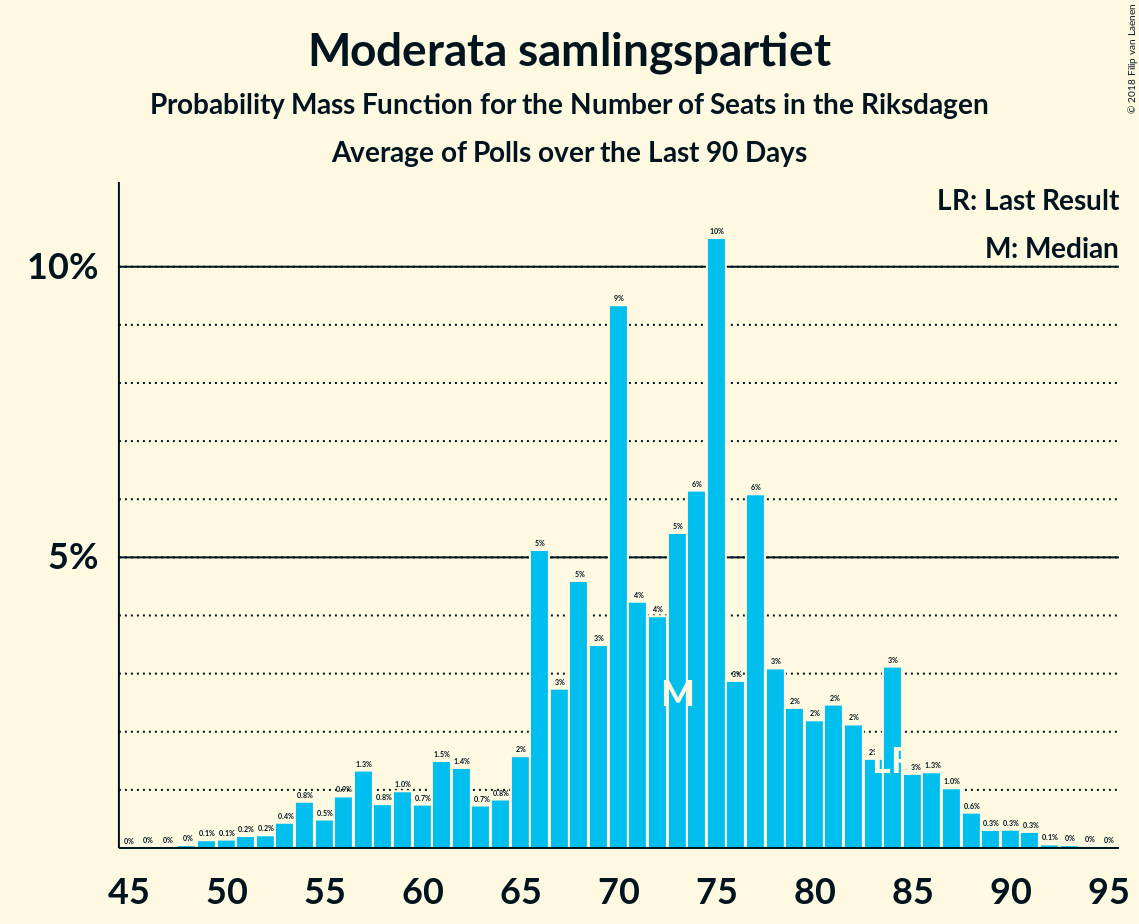 Moderata samlingspartiet
Probability Mass Function for the Number of Seats in the Riksdagen
Average of Polls over the Last 90 Days
© 2018 Filip van Laenen
LR: Last Result
M: Median
10%
5%
0% 0% 0% 0% 0.1% 0.1% 0.2% 0.2% 0.4% 0.8% 0.5% 0.9% 1.3% 0.8% 1.0% 0.7% 1.5% 1.4% 0.7% 0.8% 2% 5% 3% 5% 3% 9% 4% 4% 5% 6% 10% 3% 6% 3% 2% 2% 2% 2% 3% 1.3% 1.0% 0.6% 0.3% 0.3% 0.3% 0.1% 0% 0% 0%
M
LR
45 50 55 60 65 70 75 80 85 90 95